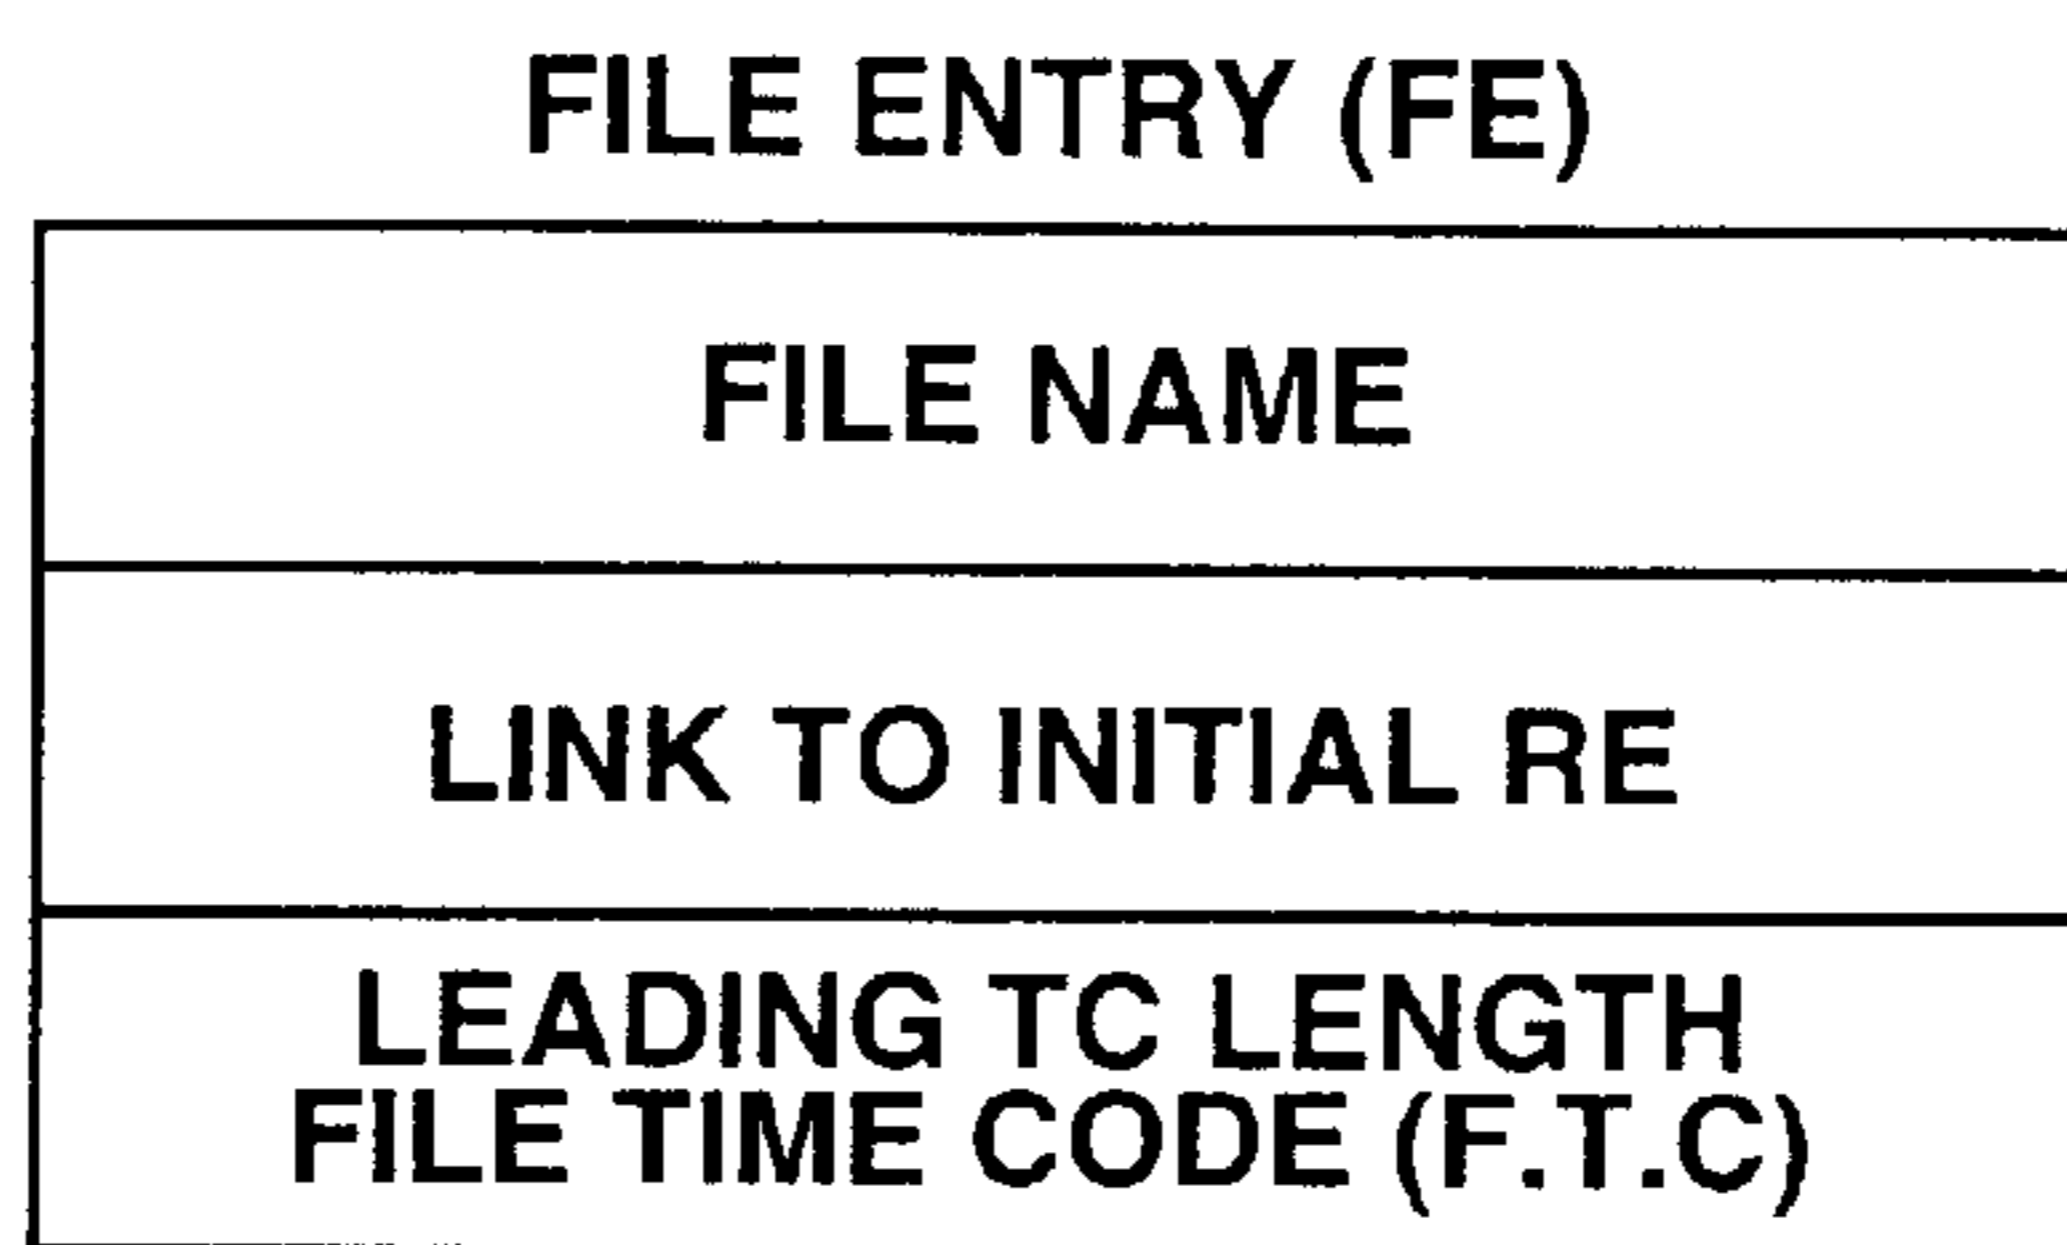 FILE ENTRY (FE)
FILE NAME
LINK TO INITIAL RE
LEADING TC LENGTH
FILE TIME CODE (F.T.C)